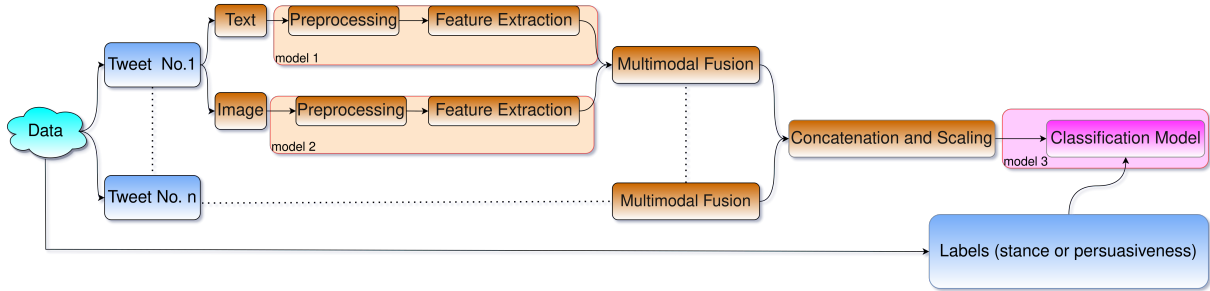 Text
Preprocessing
Feature Extraction
model 1
Tweet No.1
Multimodal Fusion
Image
Preprocessing
Feature Extraction
model 2
Data
Concatenation and Scaling
Classification Model
model 3
Tweet No. n
Multimodal Fusion
Labels (stance or persuasiveness)